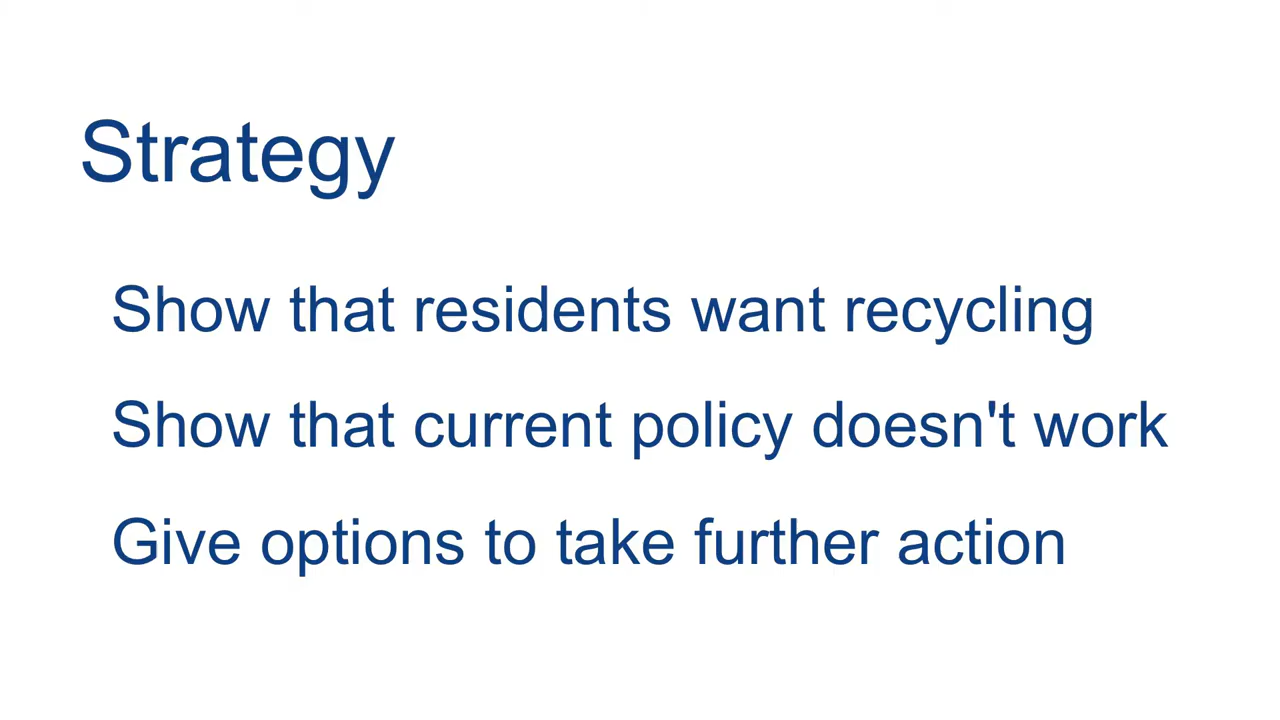 Strategy
Show that residents want recycling
Show that current policy doesn't work
Give options to take further action